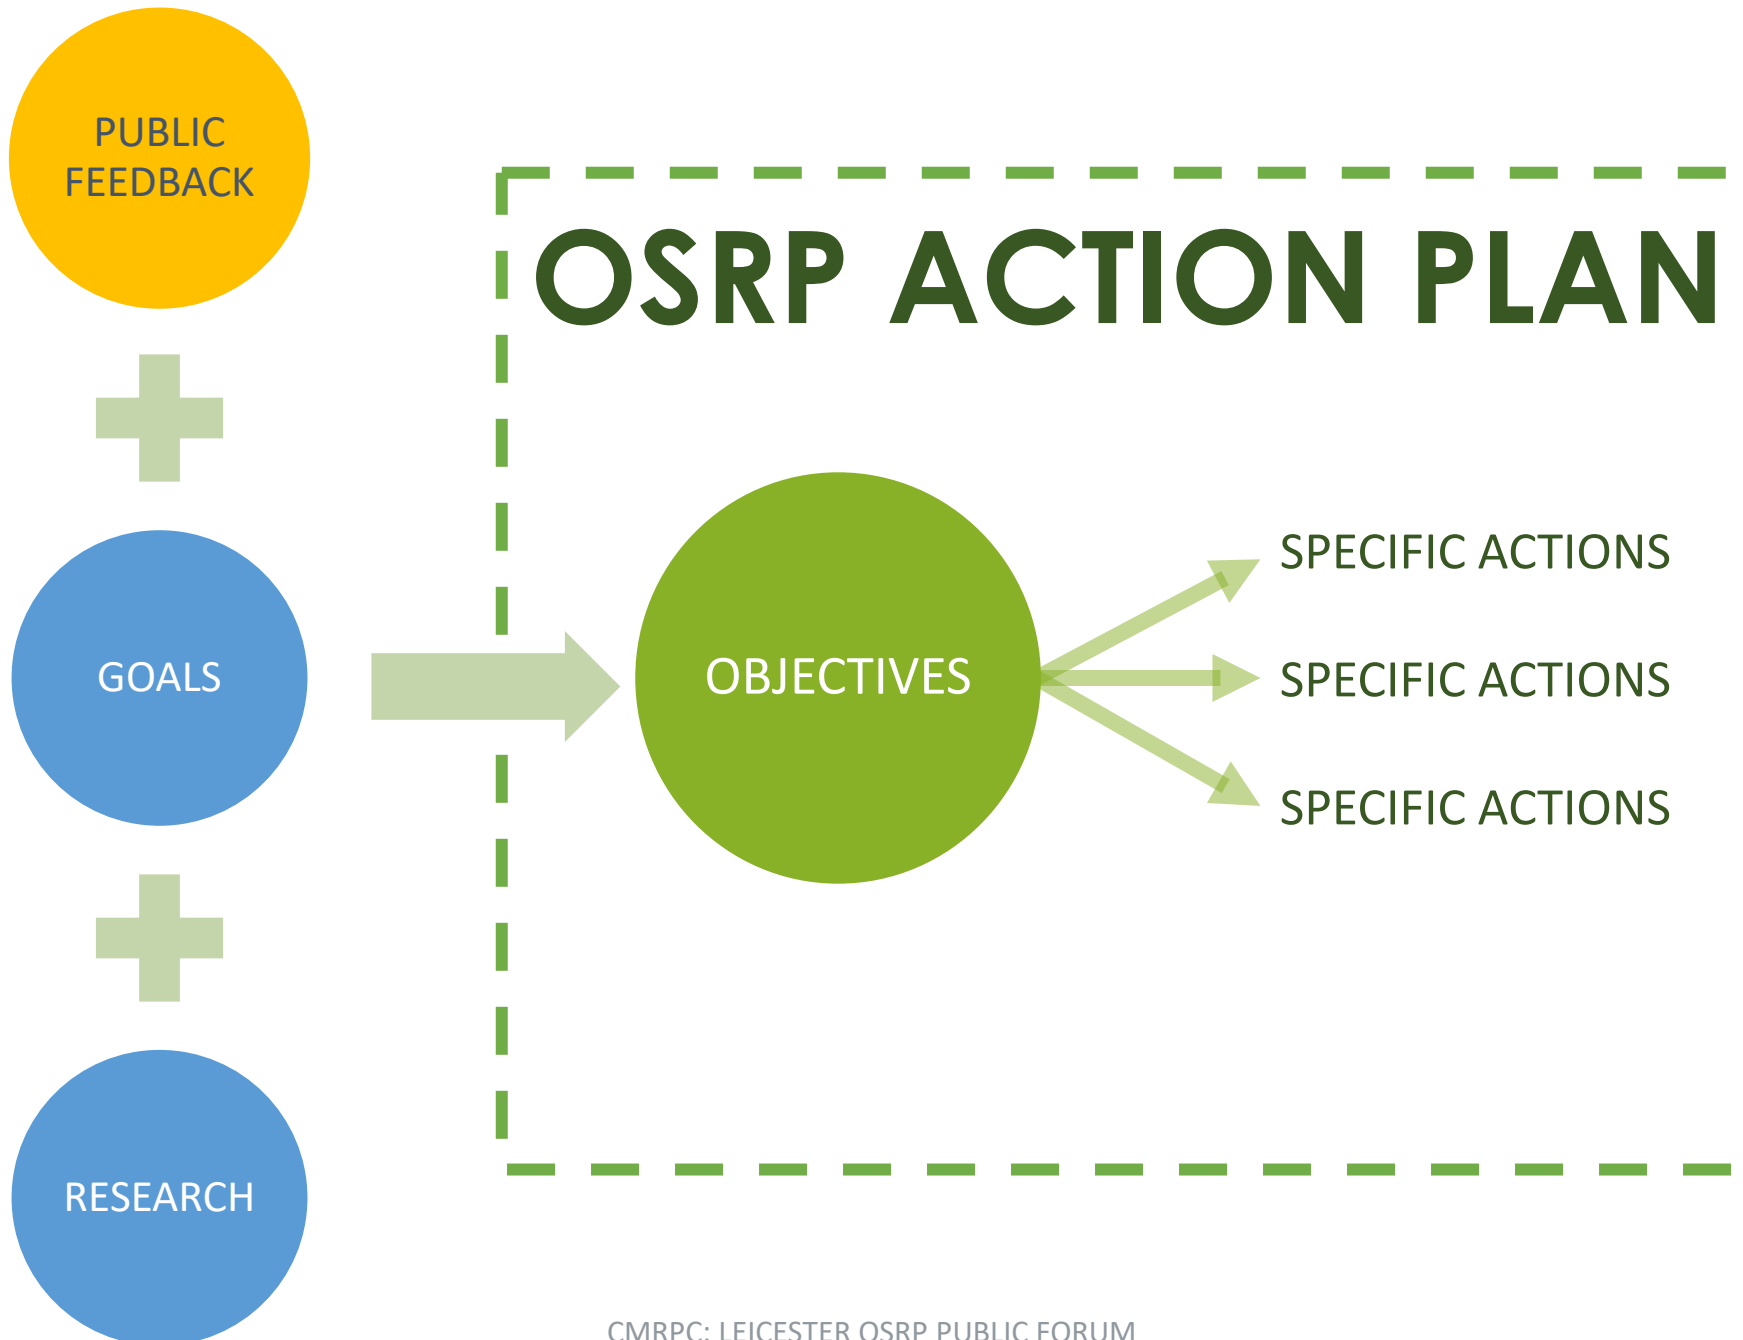 PUBLIC
FEEDBACK
GOALS
RESEARCH
OSRP ACTION PLAN
OBJECTIVES
SPECIFIC ACTIONS
SPECIFIC ACTIONS
SPECIFIC ACTIONS
CMRPC: LEICESTER OSRP PUBLIC FORUM